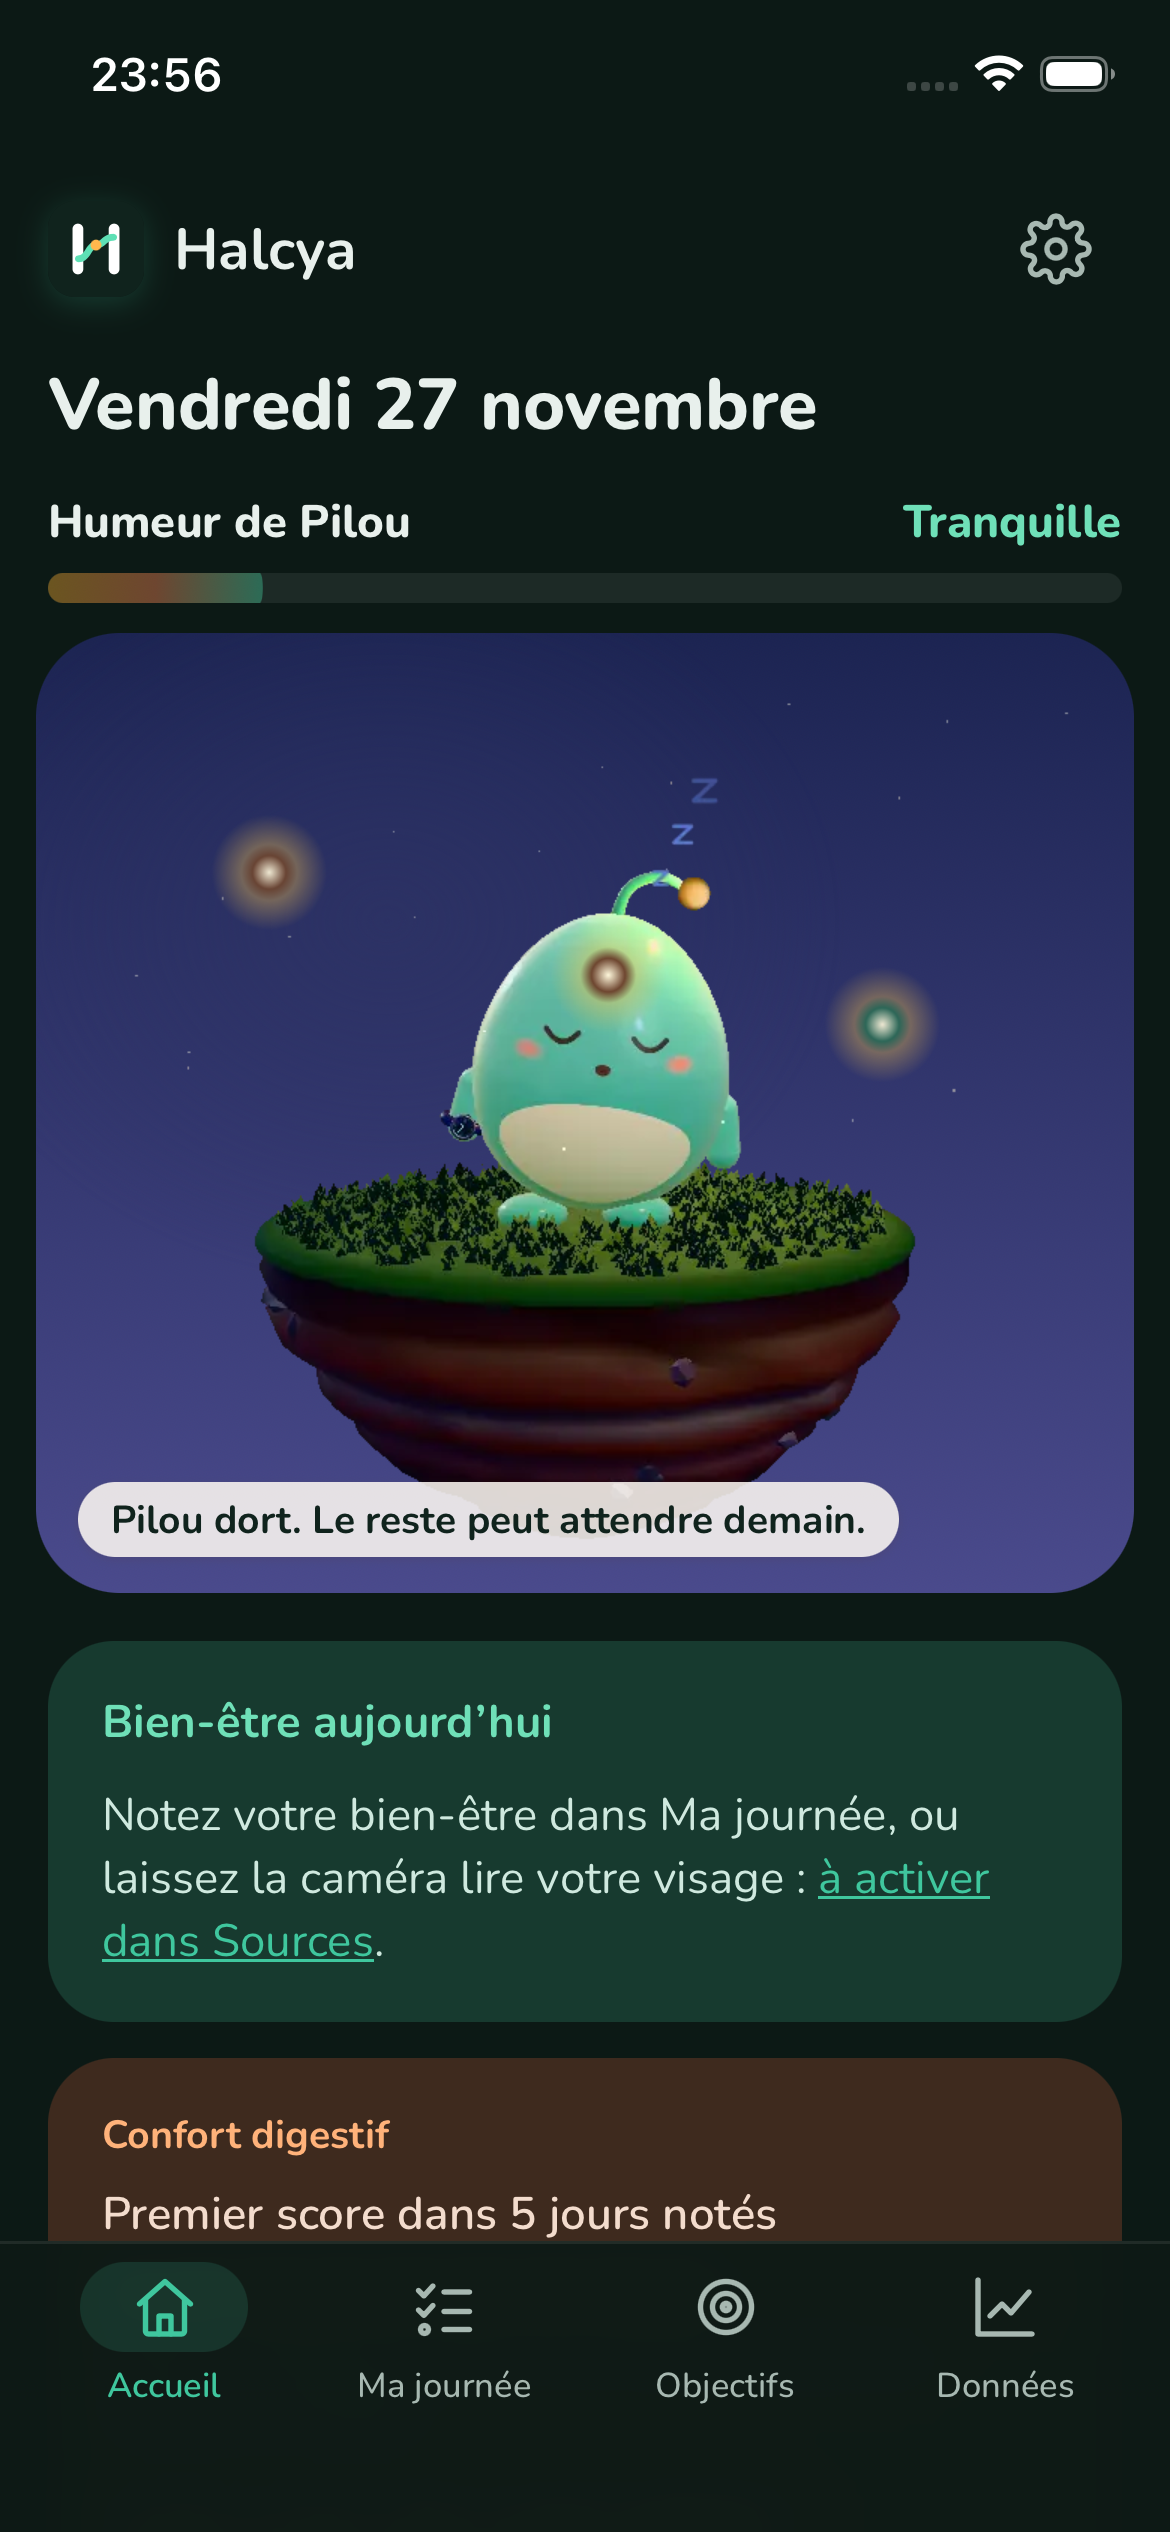 23:56
Halcya
Vendredi 27 novembre
Humeur de Pilou
Tranquille
z
z
z
Pilou dort. Le reste peut attendre demain.
Bien-être aujourd’hui
Notez votre bien-être dans Ma journée, ou
laissez la caméra lire votre visage : à activer
dans Sources.
Confort digestif
Premier score dans 5 jours notés
Accueil
Ma journée
Objectifs
Données